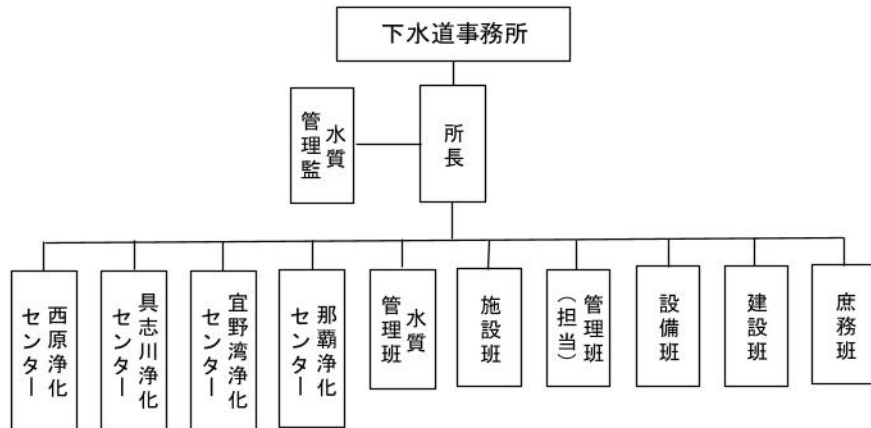 下水道事務所
所長
水質
管理監
庶務班
建設班
設備班
管理班
（担当）
施設班
水質
管理班
那覇浄化
センター
宜野湾浄化
センター
具志川浄化
センター
西原浄化
センター